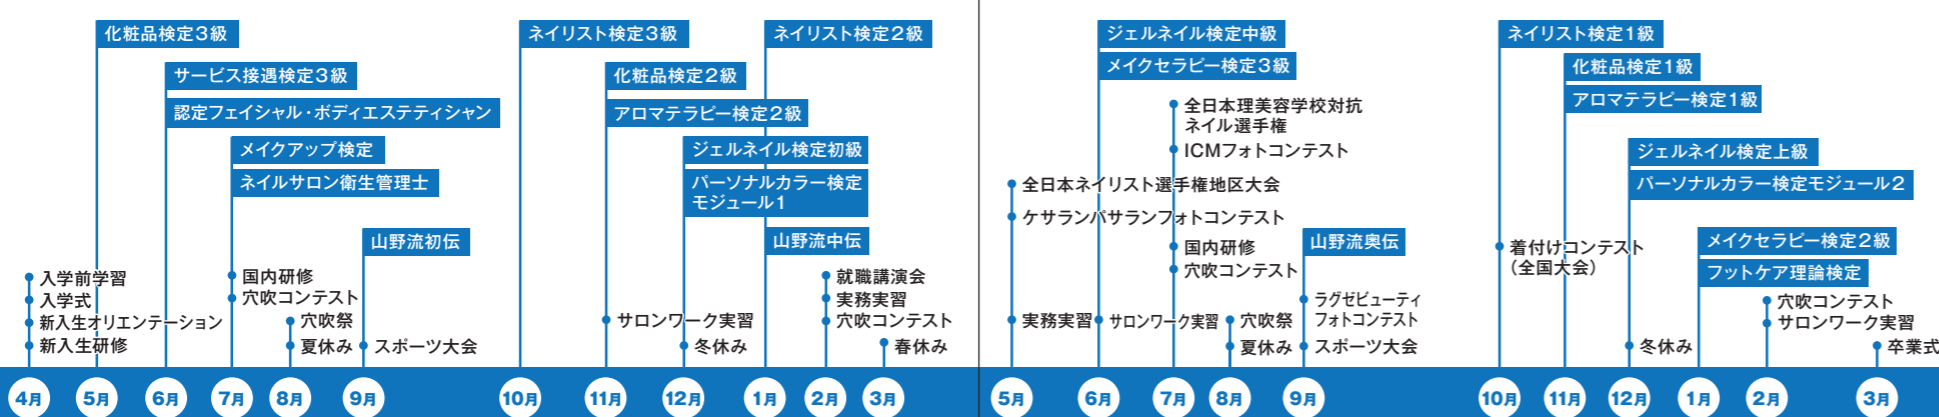 化粧品検定3級
サービス接遇検定3級
認定フェイシャル・ボディエステティシャン
メイクアップ検定
ネイルサロン衛生管理士
山野流初伝
入学前学習
入学式
新入生オリエンテーション
新入生研修
国内研修
穴吹コンテスト
穴吹祭
夏休み
スポーツ大会
ネイリスト検定3級
化粧品検定2級
アロマテラピー検定2級
ジェルネイル検定初級
パーソナルカラー検定
モジュール1
ネイリスト検定2級
山野流中伝
サロンワーク実習
冬休み
就職講演会
実務実習
穴吹コンテスト
春休み
4月
5月
6月
7月
8月
9月
10月
11月
12月
1月
2月
3月
ジェルネイル検定中級
メイクセラピー検定3級
全日本理美容学校対抗
ネイル選手権
ICMフォトコンテスト
全日本ネイリスト選手権地区大会
ケサランパサランフォトコンテスト
国内研修
穴吹コンテスト
山野流奥伝
実務実習
サロンワーク実習
穴吹祭
夏休み
ラグゼビューティ
フォトコンテスト
スポーツ大会
ネイリスト検定1級
化粧品検定1級
アロマテラピー検定1級
ジェルネイル検定上級
パーソナルカラー検定モジュール2
着付けコンテスト
(全国大会)
メイクセラピー検定2級
フットケア理論検定
穴吹コンテスト
サロンワーク実習
冬休み
卒業式
5月
6月
7月
8月
9月
10月
11月
12月
1月
2月
3月